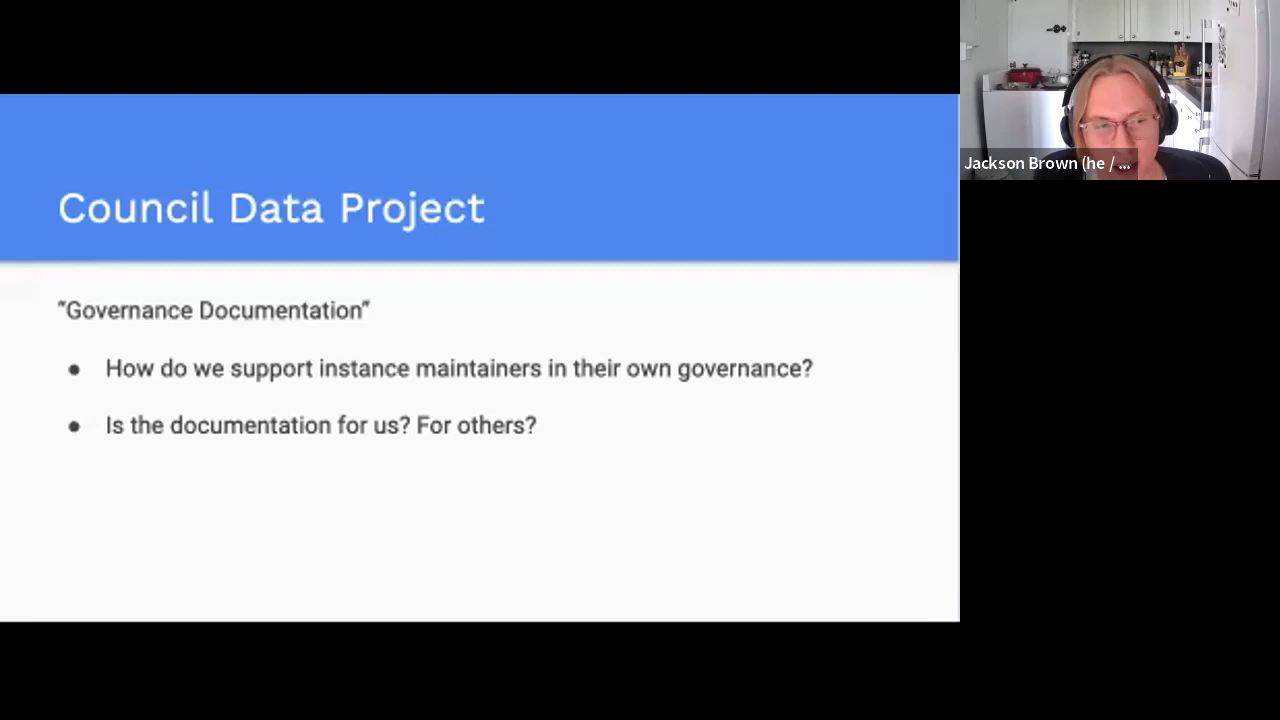 Council Data Project
“Governance Documentation”
● How do we support instance maintainers in their own governance?
● Is the documentation for us? For others?
Jackson Brown (he / ...